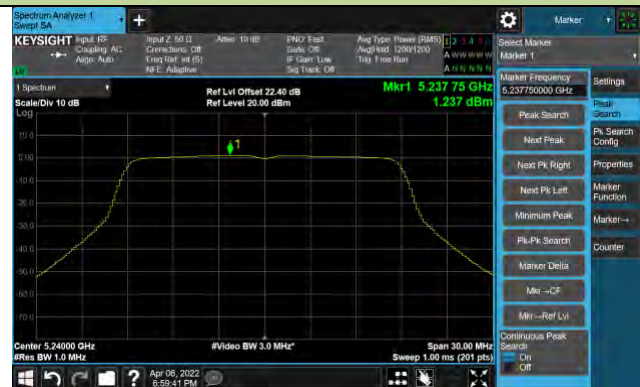 Spectrum Analyzer 1
Swept SA
Marker
KEYSIGHT
Input: RF
Coupling: AC
Align: Auto
Input Z: 50 Ω
Corrections: Off
Freq Ref: Int (S)
NFE: Adaptive
Atten: 10 dB
PNO: Fast
Gate: Off
IF Gain: Low
Sig Track: Off
Avg Type: Power (RMS)
Avg|Hold: 1200/1200
Trig: Free Run
1 2 3 4 5 6
A W W W W W
A N N N N N
Select Marker
Marker 1
1 Spectrum
Scale/Div 10 dB
Log
Ref Lvl Offset 22.40 dB
Ref Level 20.00 dBm
Mkr1 5.237 75 GHz
1.237 dBm
Marker Frequency
5.237750000 GHz
Settings
Peak Search
Next Peak
Next Pk Right
Next Pk Left
Minimum Peak
Pk-Pk Search
Marker Delta
Mkr→CF
Mkr→Ref Lvl
Continuous Peak
Search
On
Off
Peak
Search
Pk Search
Config
Properties
Marker
Function
Marker→
Counter
10.0
0.00
-10.0
-20.0
-30.0
-40.0
-50.0
-60.0
-70.0
1
Center 5.24000 GHz
#Res BW 1.0 MHz
#Video BW 3.0 MHz*
Span 30.00 MHz
Sweep 1.00 ms (201 pts)
Apr 06, 2022
6:59:41 PM